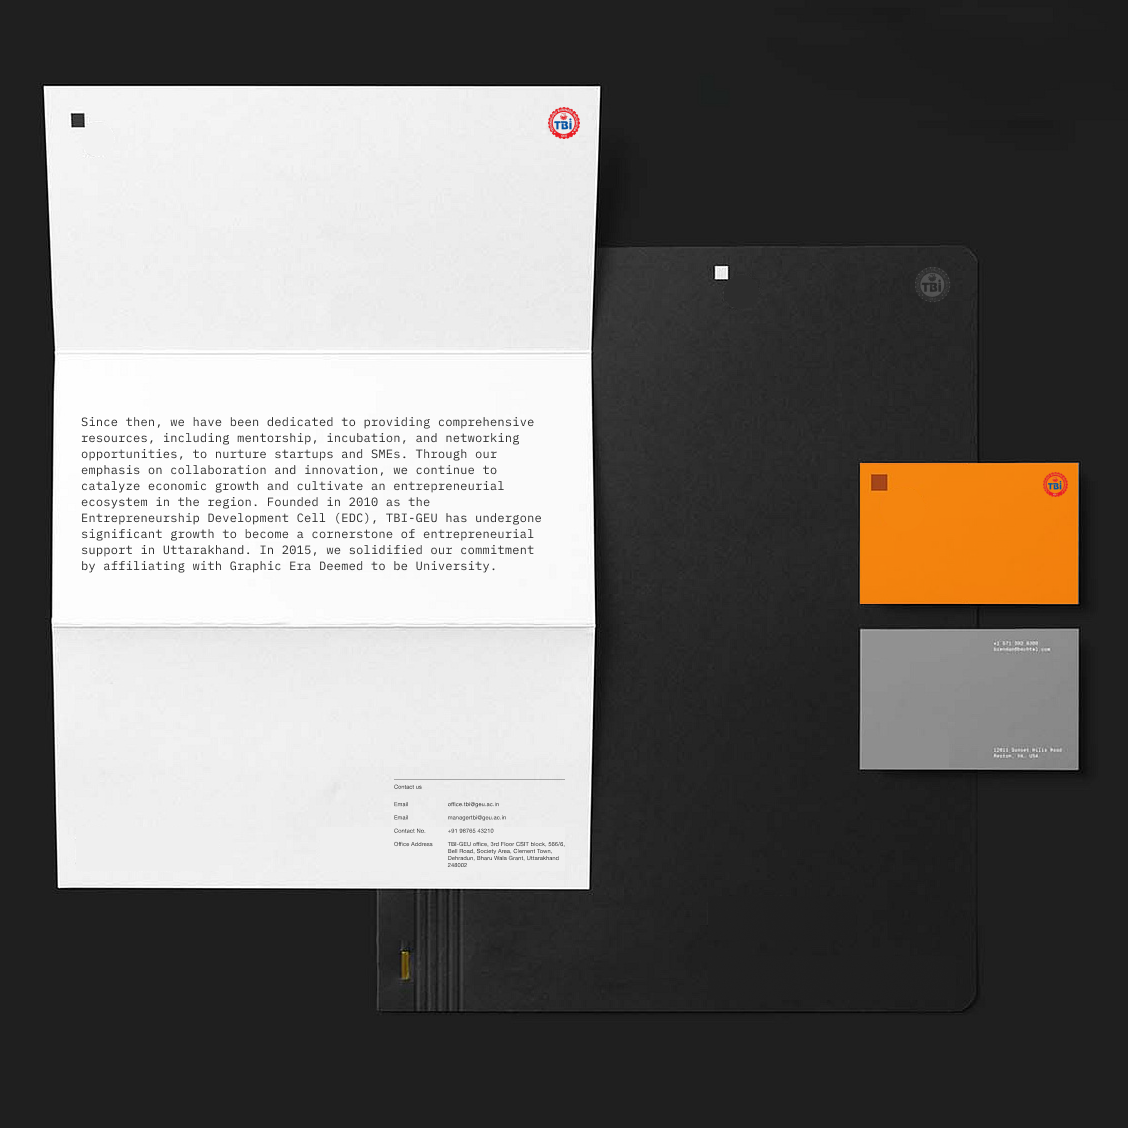 TBi
Since then, we have been dedicated to providing comprehensive
resources, including mentorship, incubation, and networking
opportunities, to nurture startups and SMEs. Through our
emphasis on collaboration and innovation, we continue to
catalyze economic growth and cultivate an entrepreneurial
ecosystem in the region. Founded in 2010 as the
Entrepreneurship Development Cell (EDC), TBI-GEU has undergone
significant growth to become a cornerstone of entrepreneurial
support in Uttarakhand. In 2015, we solidified our commitment
by affiliating with Graphic Era Deemed to be University.
Contact us
Email office.tbi@geu.ac.in
Email managertbi@geu.ac.in
Contact No. +91 98765 43210
Office Address TBI-GEU office, 3rd Floor CSIT block, 566/6,
Bell Road, Society Area, Clement Town,
Dehradun, Bharu Wala Grant, Uttarakhand
248002
TBi
TBi
Sunset Hills Road
Reston, VA, USA